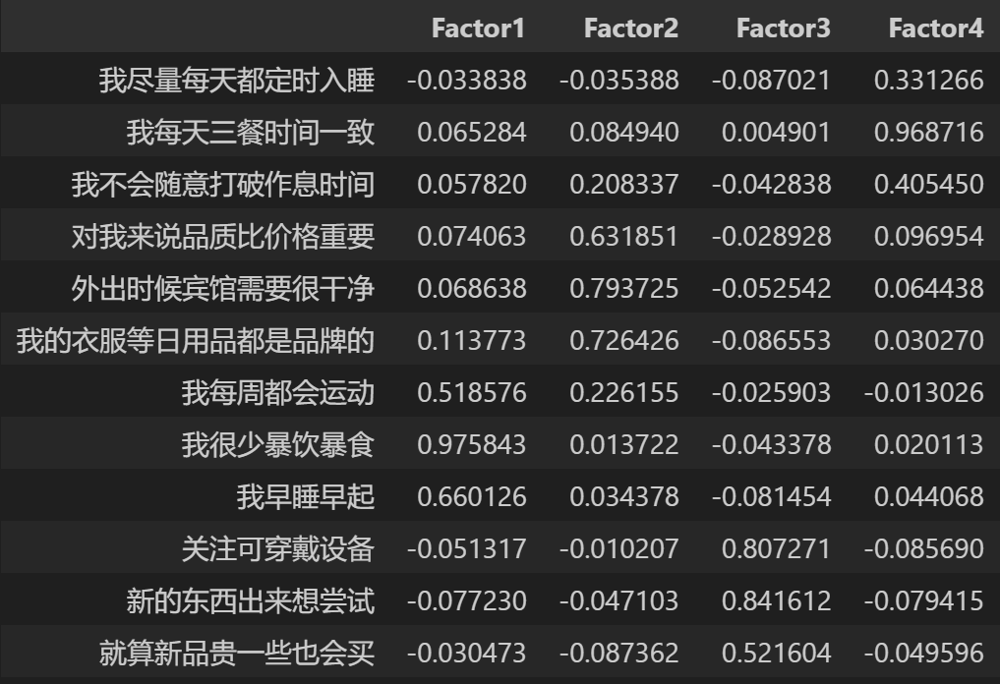 Factor1 Factor2 Factor3 Factor4
我尽量每天都定时入睡 -0.033838 -0.035388 -0.087021 0.331266
我每天三餐时间一致 0.065284 0.084940 0.004901 0.968716
我不会随意打破作息时间 0.057820 0.208337 -0.042838 0.405450
对我来说品质比价格重要 0.074063 0.631851 -0.028928 0.096954
外出时候宾馆需要很干净 0.068638 0.793725 -0.052542 0.064438
我的衣服等日用品都是品牌的 0.113773 0.726426 -0.086553 0.030270
我每周都会运动 0.518576 0.226155 -0.025903 -0.013026
我很少暴饮暴食 0.975843 0.013722 -0.043378 0.020113
我早睡早起 0.660126 0.034378 -0.081454 0.044068
关注可穿戴设备 -0.051317 -0.010207 0.807271 -0.085690
新的东西出来想尝试 -0.077230 -0.047103 0.841612 -0.079415
就算新品贵一些也会买 -0.030473 -0.087362 0.521604 -0.049596